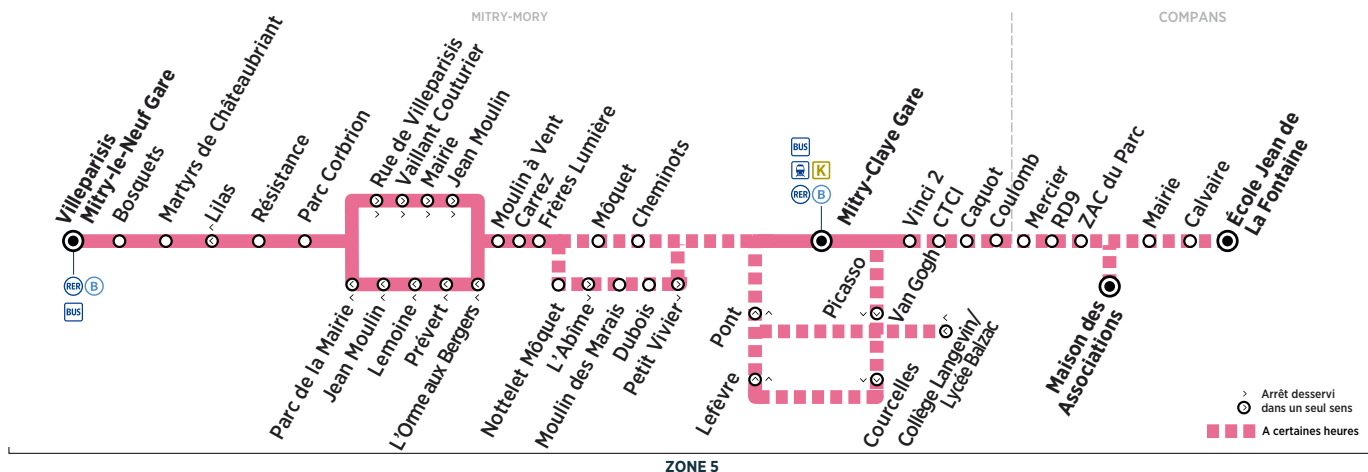 MITRY-MORY
COMPANS
Villeparisis
Mitry-le-Neuf Gare
RER B
BUS
Bosquets
Martyrs de Châteaubriant
Lilas
Résistance
Parc Corbrion
Rue de Villeparisis
Vaillant Couturier
Mairie
Jean Moulin
Parc de la Mairie
Jean Moulin
Lemoine
Prévert
L'Orme aux Bergers
Moulin à Vent
Carrez
Frères Lumière
Môquet
Cheminots
Nottelet Môquet
L'Abîme
Moulin des Marais
Dubois
Petit Vivier
BUS
K
RER B
Mitry-Claye Gare
Pont
Lefèvre
Picasso
Van Gogh
Courcelles
Collège Langevin/
Lycée Balzac
Vinci 2
CTCI
Caquot
Coulomb
Mercier
RD9
ZAC du Parc
Maison des
Associations
Mairie
Calvaire
École Jean de
La Fontaine
Arrêt desservi
dans un seul sens
A certaines heures
ZONE 5